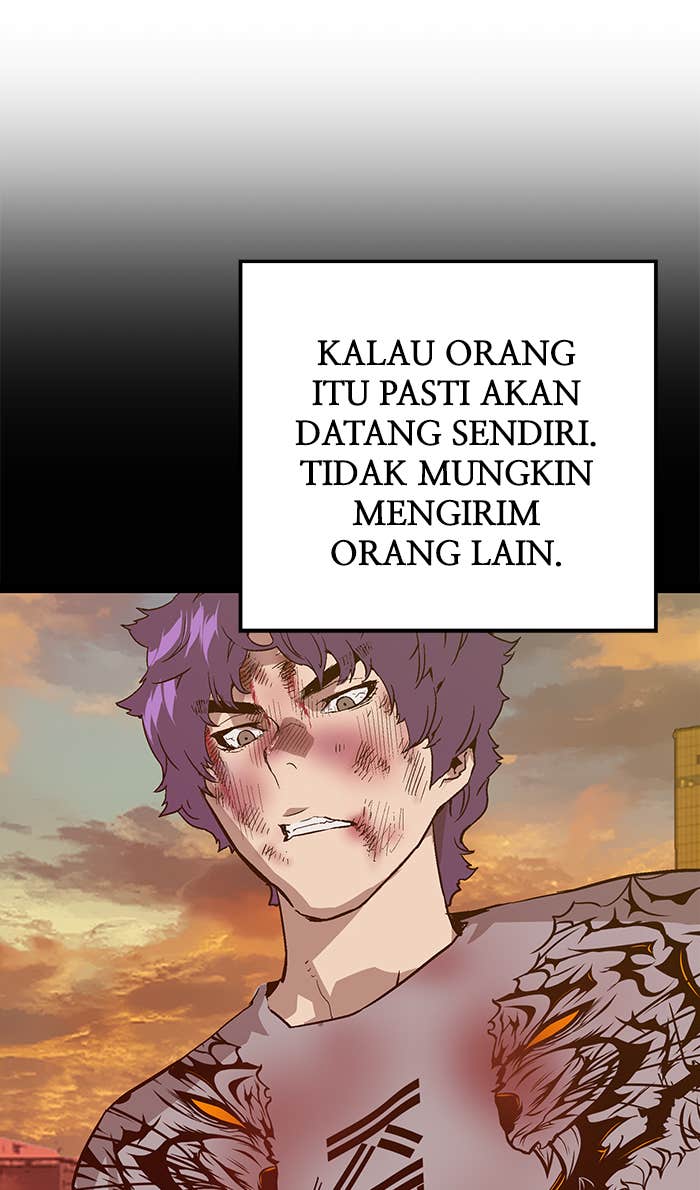 KALAU ORANG
ITU PASTI AKAN
DATANG SENDIRI.
TIDAK MUNGKIN
MENGIRIM
ORANG LAIN.